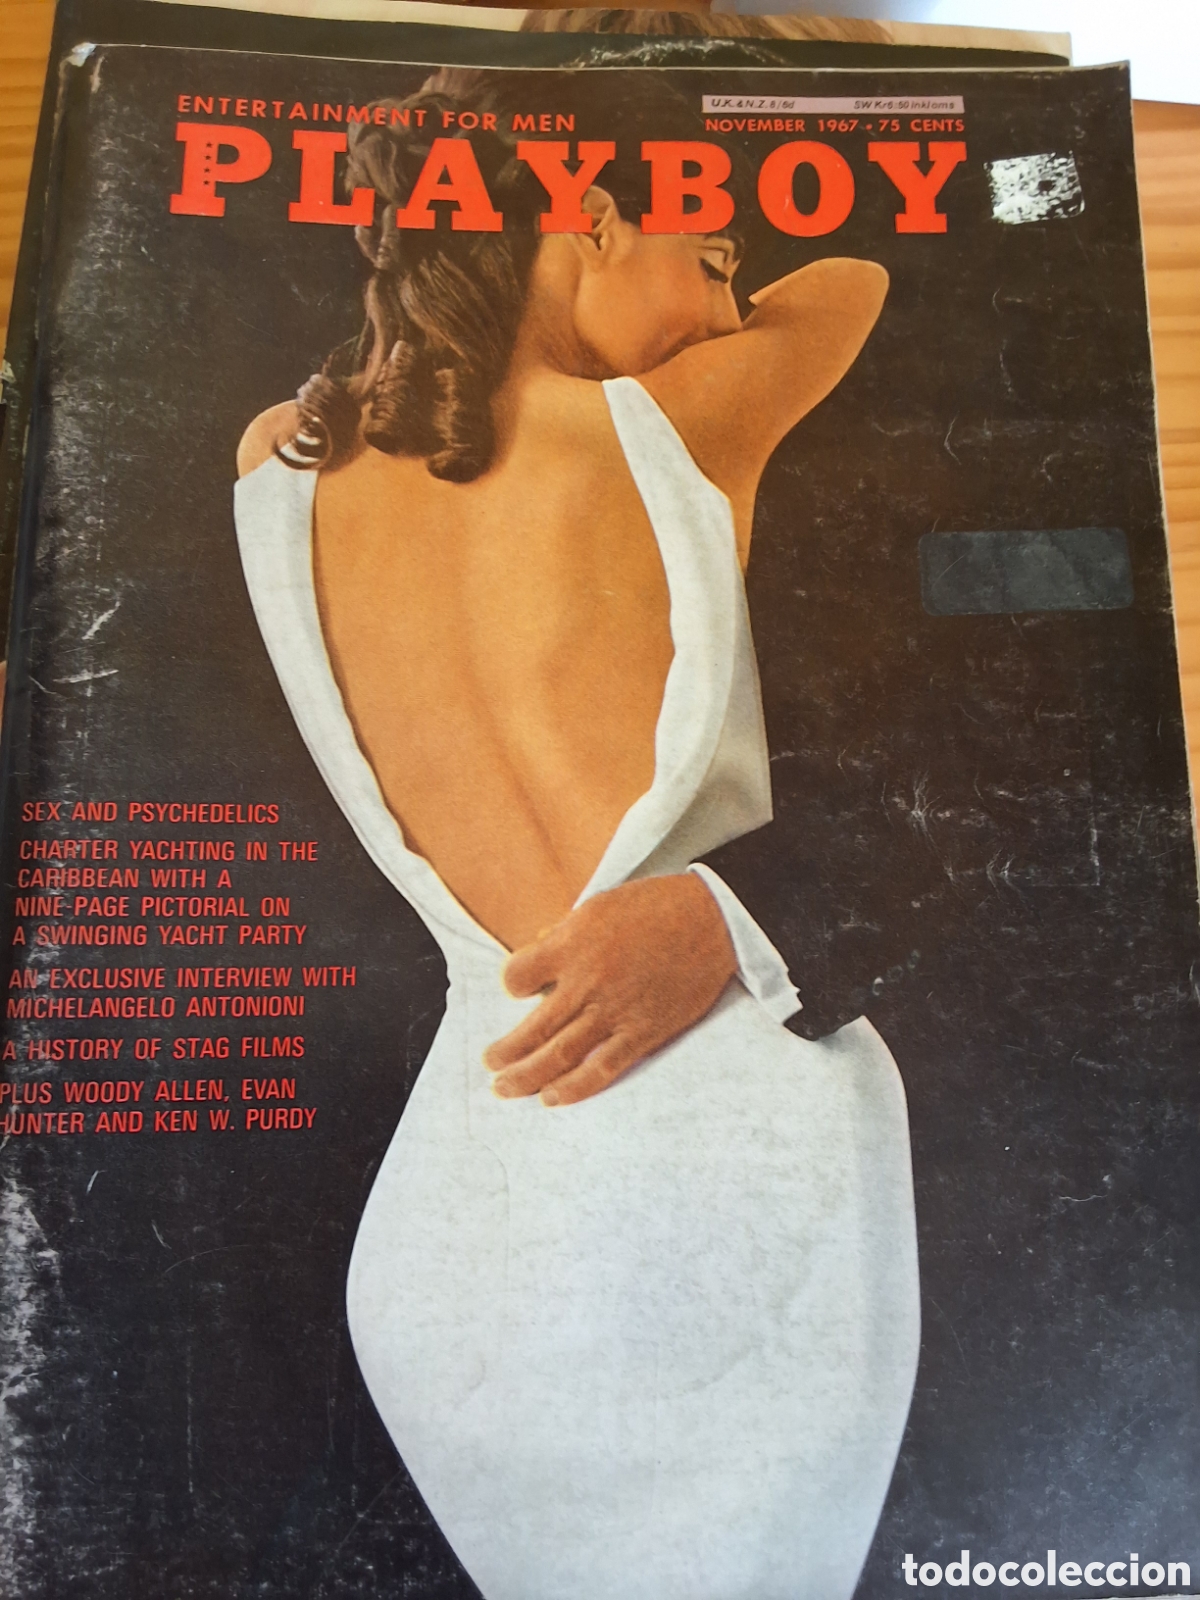 U.K. & N.Z. 8/6d SW Kr6:50 inkl oms
ENTERTAINMENT FOR MEN
NOVEMBER 1967 • 75 CENTS
PLAYBOY
SEX AND PSYCHEDELICS
CHARTER YACHTING IN THE
CARIBBEAN WITH A
NINE-PAGE PICTORIAL ON
A SWINGING YACHT PARTY
AN EXCLUSIVE INTERVIEW WITH
MICHELANGELO ANTONIONI
A HISTORY OF STAG FILMS
PLUS WOODY ALLEN, EVAN
HUNTER AND KEN W. PURDY
todocoleccion